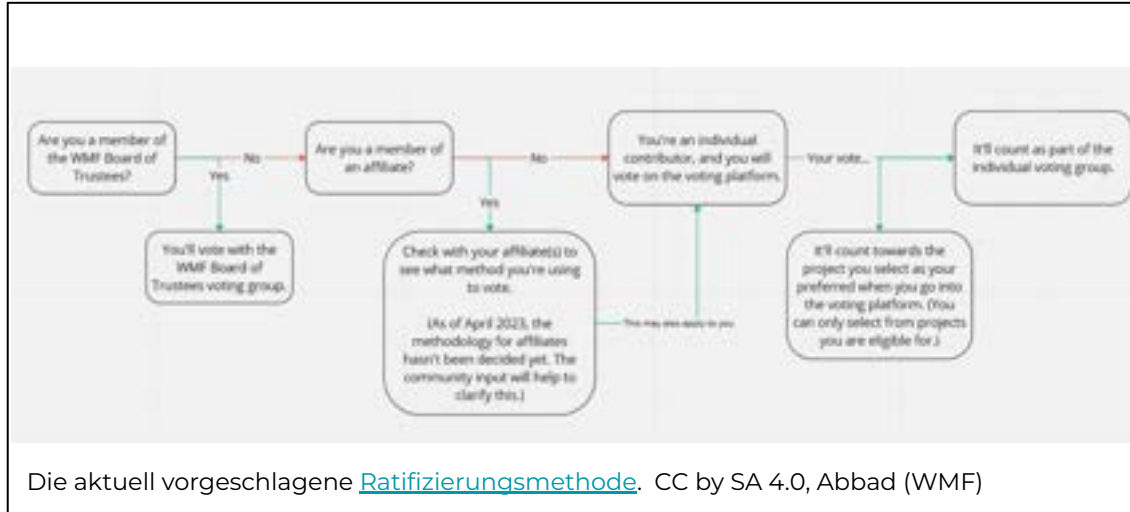 Are you a member of
the WMF Board of
Trustees?
No
Yes
You'll vote with the
WMF Board of
Trustees voting group.
Are you a member of
an affiliate?
No
Yes
Check with your affiliate(s) to
see what method you're using
to vote.
(As of April 2023, the
methodology for affiliates
hasn't been decided yet. The
community input will help to
clarify this.)
This may also apply to you
You're an individual
contributor, and you will
vote on the voting platform.
Your vote...
It'll count as part of the
individual voting group.
It'll count towards the
project you select as your
preferred when you go into
the voting platform. (You
can only select from projects
you are eligible for.)
Die aktuell vorgeschlagene Ratifizierungsmethode. CC by SA 4.0, Abbad (WMF)